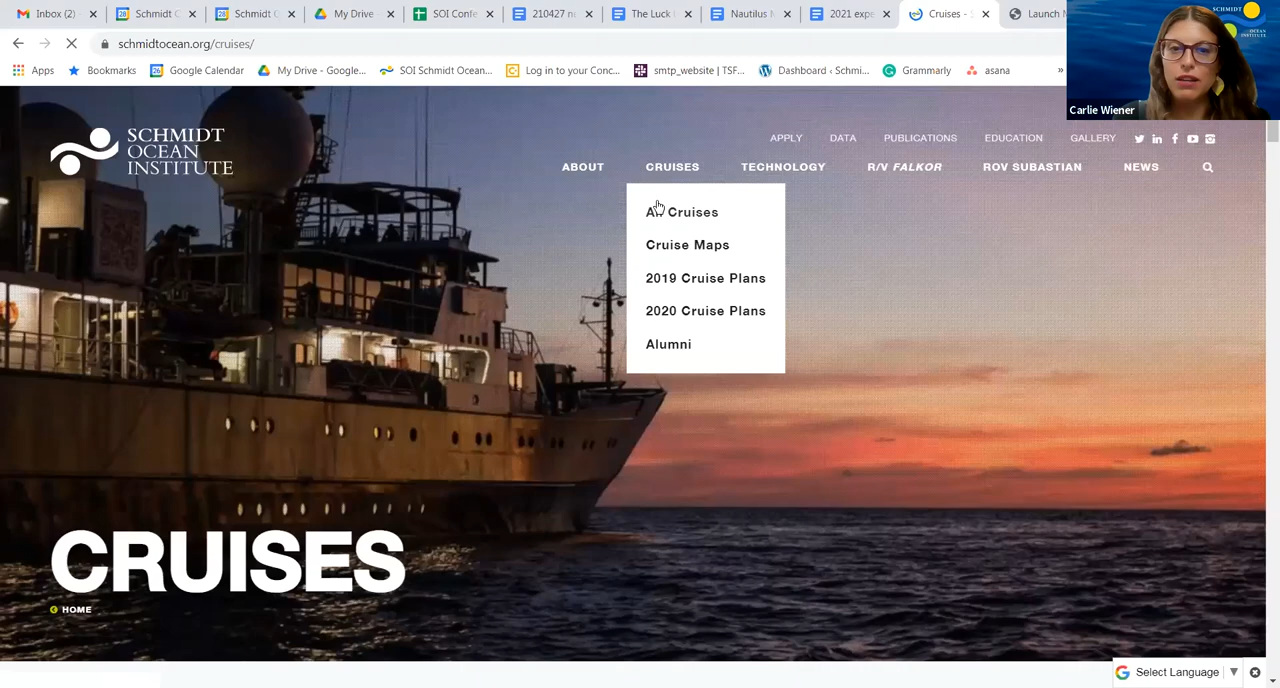 Inbox (2)
Schmidt
Schmidt
My Drive
SOI Confe
210427
The Luck
Nautilus
2021 expe
Cruises -
Launch
schmidtocean.org/cruises/
Apps
Bookmarks
Google Calendar
My Drive - Google...
SOI Schmidt Ocean...
Log in to your Conc...
smtp_website | TSF...
Dashboard ‹ Schmi...
Grammarly
asana
»
SCHMIDT
OCEAN
INSTITUTE
Carlie Wiener
SCHMIDT
OCEAN
INSTITUTE
APPLY
DATA
PUBLICATIONS
EDUCATION
GALLERY
ABOUT
CRUISES
TECHNOLOGY
R/V FALKOR
ROV SUBASTIAN
NEWS
All Cruises
Cruise Maps
2019 Cruise Plans
2020 Cruise Plans
Alumni
CRUISES
HOME
Select Language